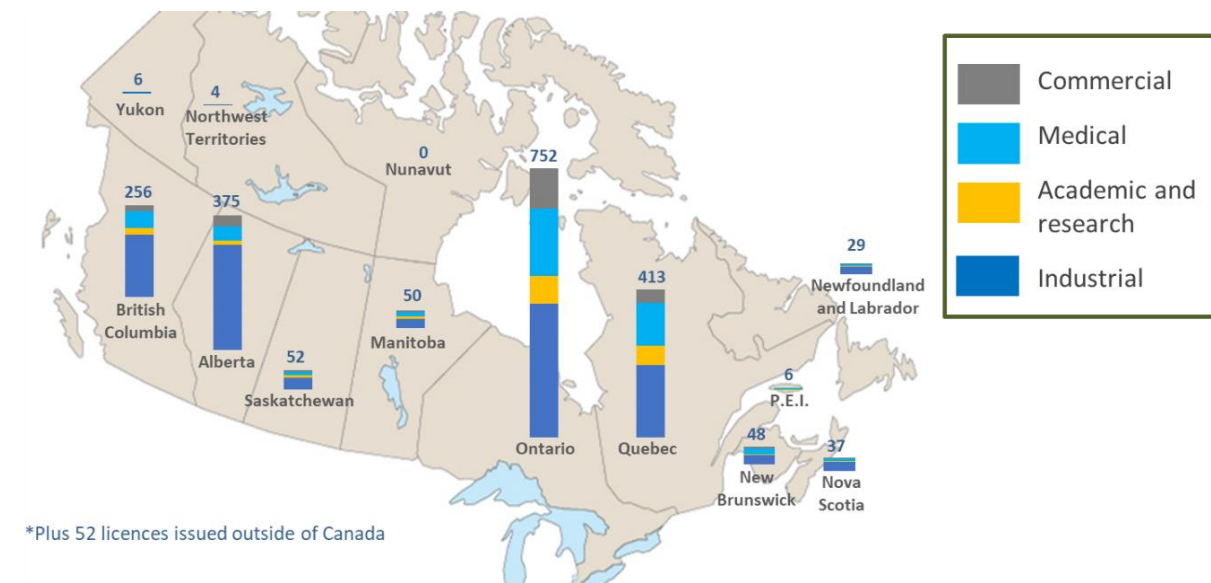 6
Yukon
4
Northwest
Territories
0
Nunavut
256
British
Columbia
375
Alberta
52
Saskatchewan
50
Manitoba
752
Ontario
413
Quebec
29
Newfoundland
and Labrador
6
P.E.I.
48
New
Brunswick
37
Nova
Scotia
Commercial
Medical
Academic and
research
Industrial
*Plus 52 licences issued outside of Canada